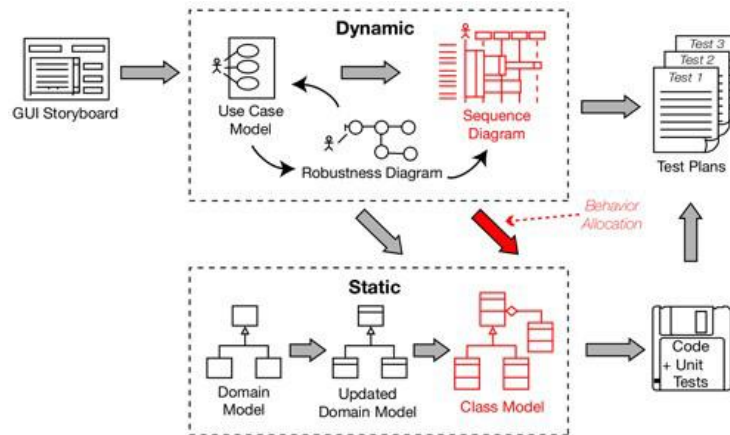 Dynamic
GUI Storyboard
Use Case
Model
Robustness Diagram
Sequence
Diagram
Test 3
Test 2
Test 1
Test Plans
Behavior
Allocation
Static
Domain
Model
Updated
Domain Model
Class Model
Code
+ Unit
Tests